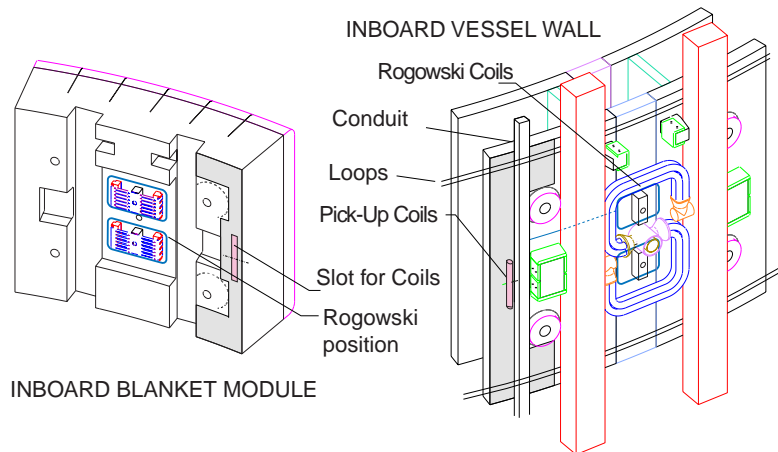 INBOARD VESSEL WALL
Rogowski Coils
Conduit
Loops
Pick-Up Coils
Slot for Coils
Rogowski
position
INBOARD BLANKET MODULE